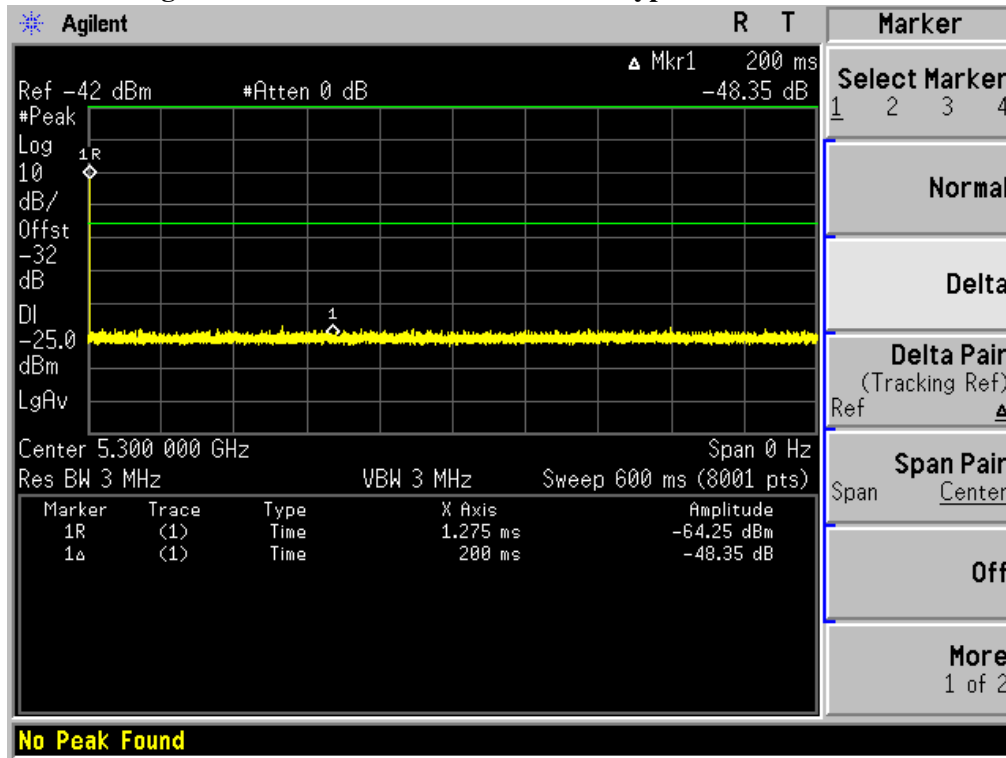 Agilent R T
Marker
▵ Mkr1 200 ms
Ref −42 dBm #Atten 0 dB −48.35 dB
#Peak
Log
10
dB/
Offst
−32
dB
DI
−25.0
dBm
LgAv
1R
1
Center 5.300 000 GHz Span 0 Hz
Res BW 3 MHz VBW 3 MHz Sweep 600 ms (8001 pts)
Marker Trace Type X Axis Amplitude
1R (1) Time 1.275 ms −64.25 dBm
1▵ (1) Time 200 ms −48.35 dB
Select Marker
1 2 3 4
Normal
Delta
Delta Pair
(Tracking Ref)
Ref ▵
Span Pair
Span Center
Off
More
1 of 2
No Peak Found